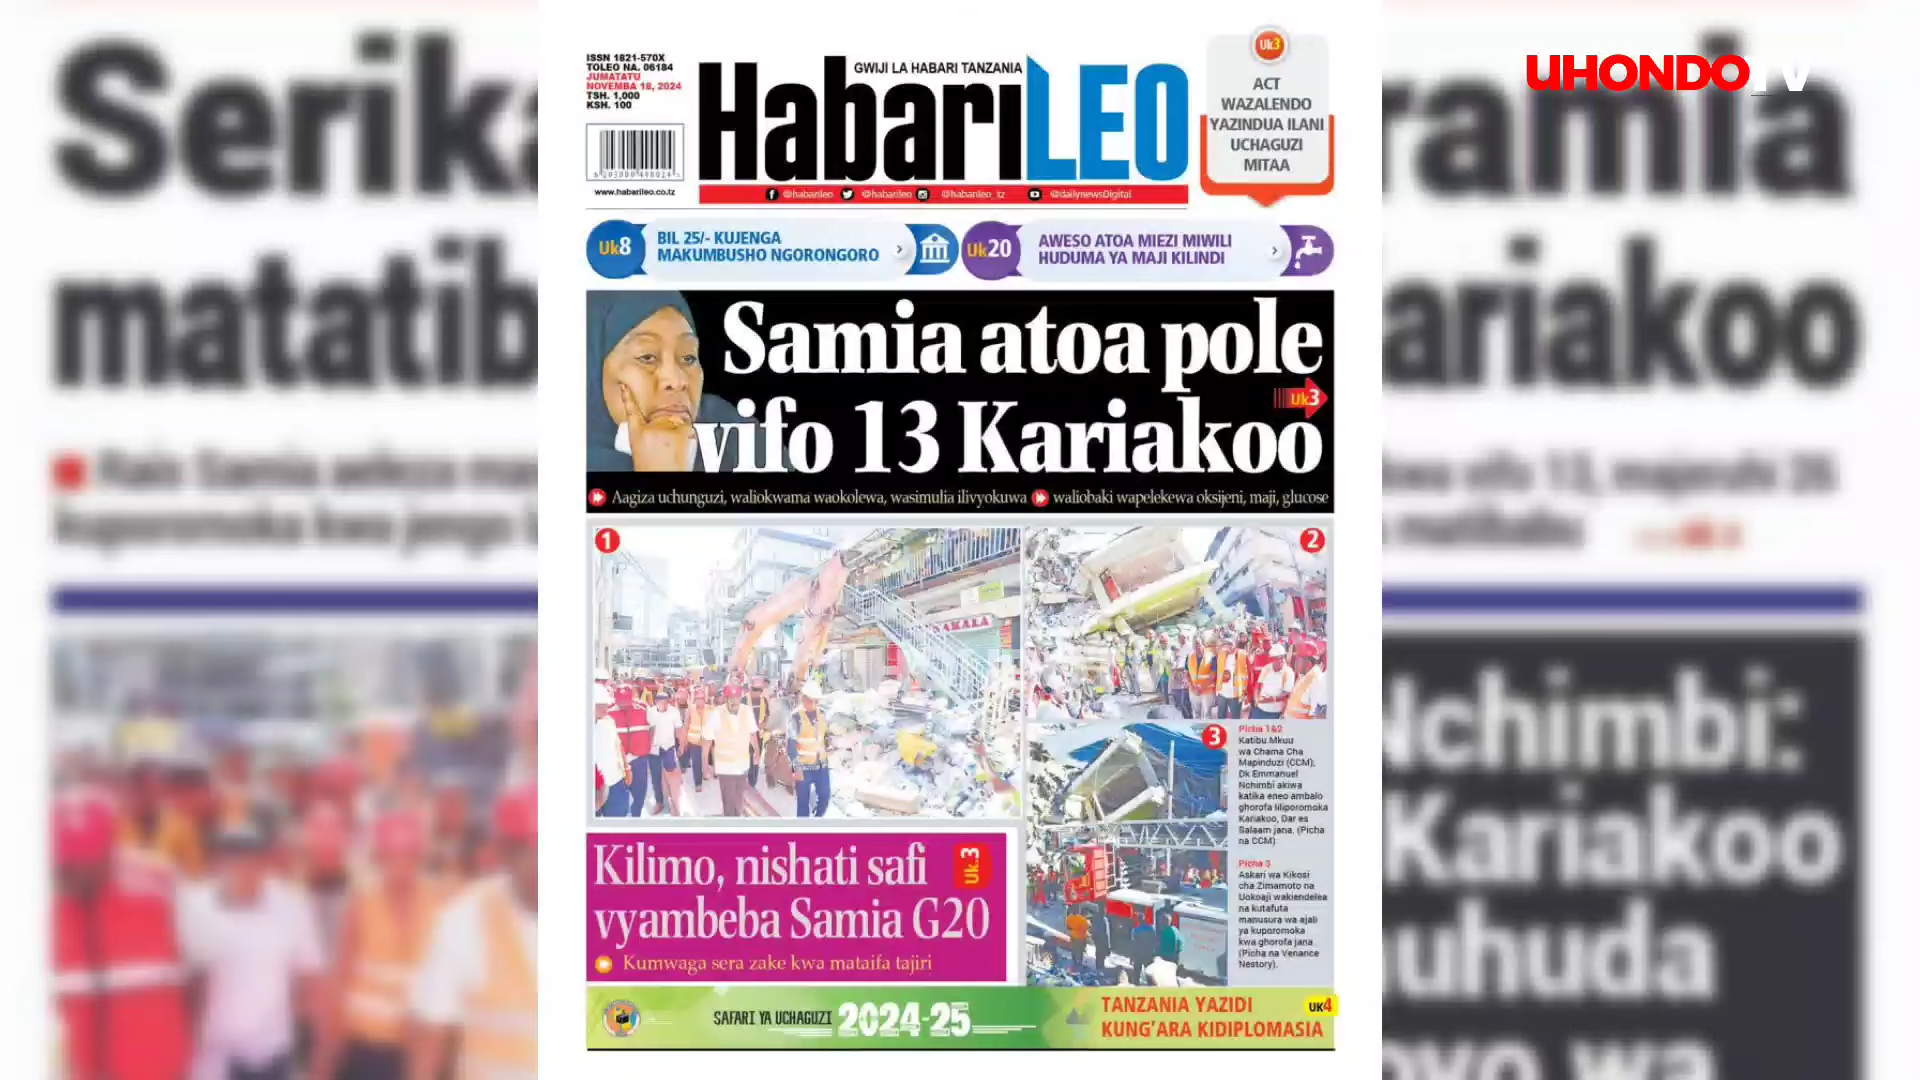 UHONDO TV
ISSN 1821-570X
TOLEO NA. 06184
JUMATATU
NOVEMBA 18, 2024
TSH. 1,000
KSH. 100
www.habarileo.co.tz
GWIJI LA HABARI TANZANIA
HabariLEO
@habarileo @habarileo @habarileo_tz @dailynewsDigital
Uk3
ACT
WAZALENDO
YAZINDUA ILANI
UCHAGUZI
MITAA
Uk8
BIL 25/- KUJENGA
MAKUMBUSHO NGORONGORO
Uk20
AWESO ATOA MIEZI MIWILI
HUDUMA YA MAJI KILINDI
Samia atoa pole
Uk3
vifo 13 Kariakoo
Aagiza uchunguzi, waliokwama waokolewa, wasimulia ilivyokuwa waliobaki wapelekewa oksijeni, maji, glucose
1
2
3
SAKALA
Picha 1&2
Katibu Mkuu
wa Chama Cha
Mapinduzi (CCM),
Dk Emmanuel
Nchimbi akiwa
katika eneo ambalo
ghorofa liliporomoka
Kariakoo, Dar es
Salaam jana. (Picha
na CCM)
Picha 3
Askari wa Kikosi
cha Zimamoto na
Uokoaji wakiendelea
na kutafuta
manusura wa ajali
ya kuporomoka
kwa ghorofa jana.
(Picha na Venance
Nestory).
Kilimo, nishati safi
Uk.3
vyambeba Samia G20
Kumwaga sera zake kwa mataifa tajiri
SAFARI YA UCHAGUZI 2024-25
TANZANIA YAZIDI
KUNG'ARA KIDIPLOMASIA
UK4
Serika
matatib
ramia
ariakoo
Nchimbi:
Kariakoo
uhuda